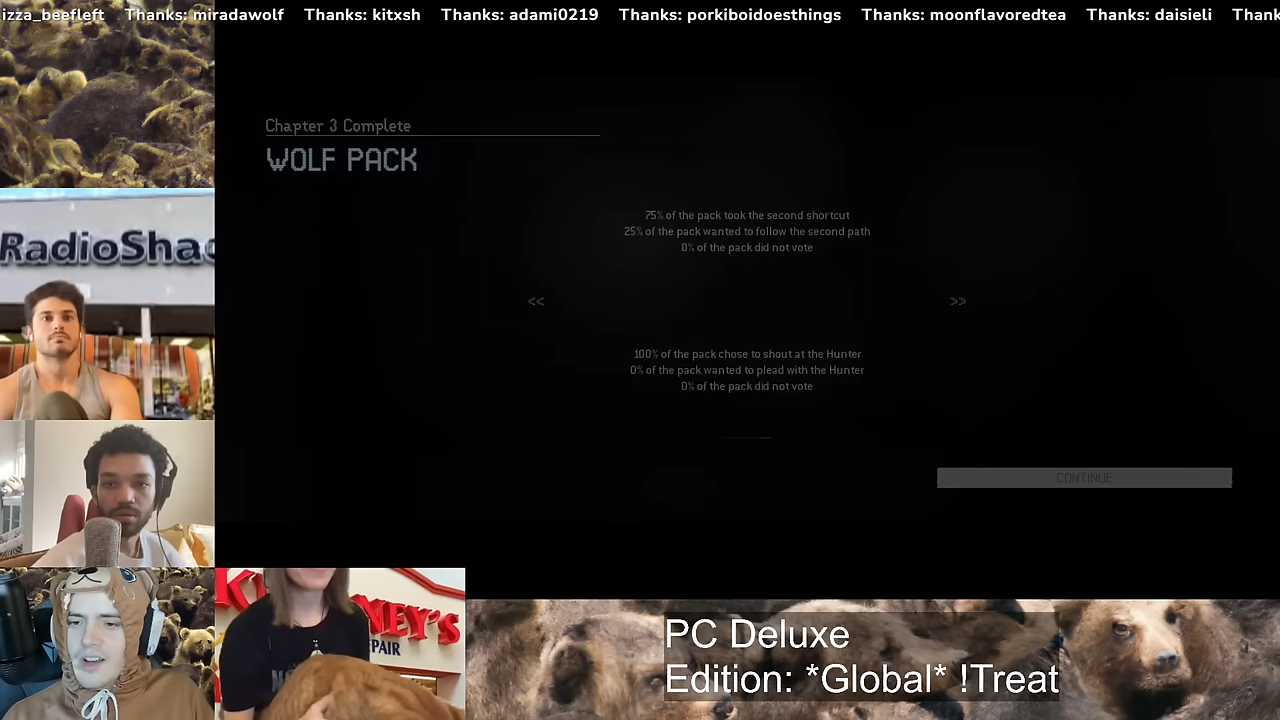 izza_beefleft Thanks: miradawolf Thanks: kitxsh Thanks: adami0219 Thanks: porkiboidoesthings Thanks: moonflavoredtea Thanks: daisieli Thank
Chapter 3 Complete
WOLF PACK
75% of the pack took the second shortcut
25% of the pack wanted to follow the second path
0% of the pack did not vote
<< >>
100% of the pack chose to shout at the Hunter
0% of the pack wanted to plead with the Hunter
0% of the pack did not vote
CONTINUE
RadioShac
NEY'S
PAIR
PC Deluxe
Edition: *Global* !Treat